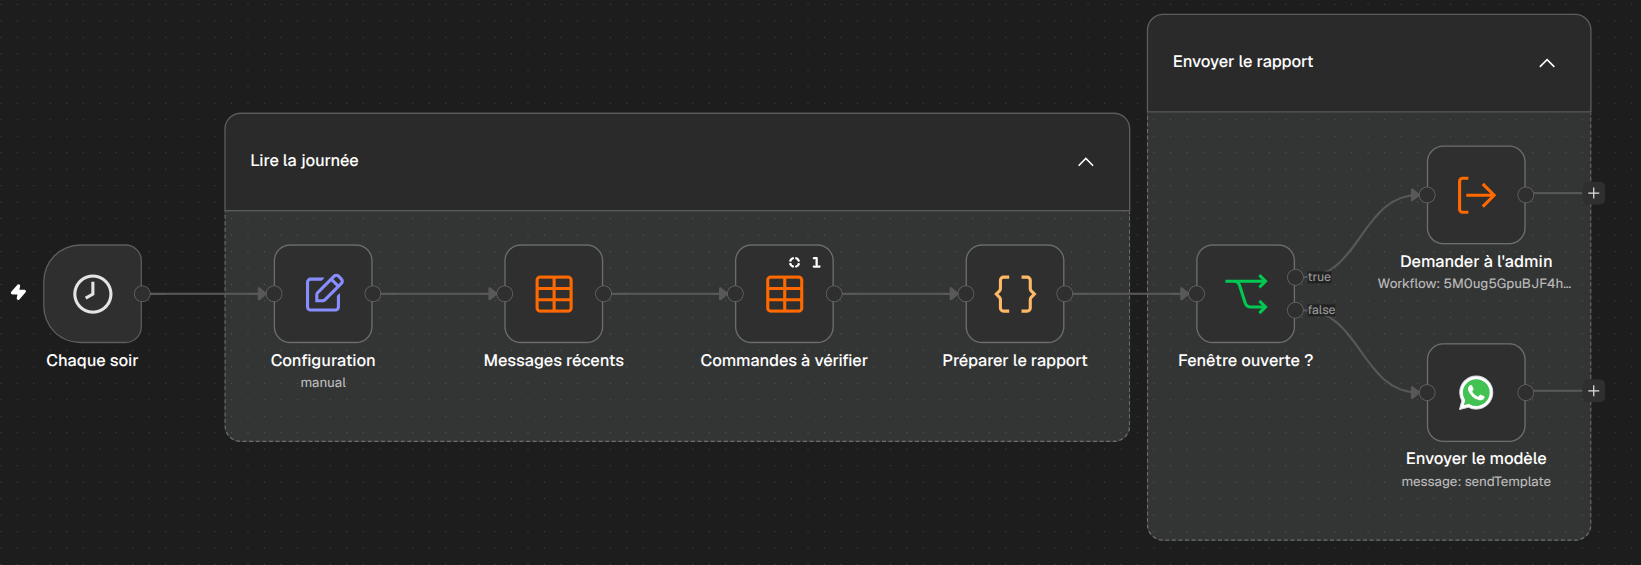 Envoyer le rapport
Lire la journée
1
Chaque soir
Configuration
manual
Messages récents
Commandes à vérifier
Préparer le rapport
Fenêtre ouverte ?
true
false
Demander à l'admin
Workflow: 5M0ug5GpuBJF4h...
Envoyer le modèle
message: sendTemplate